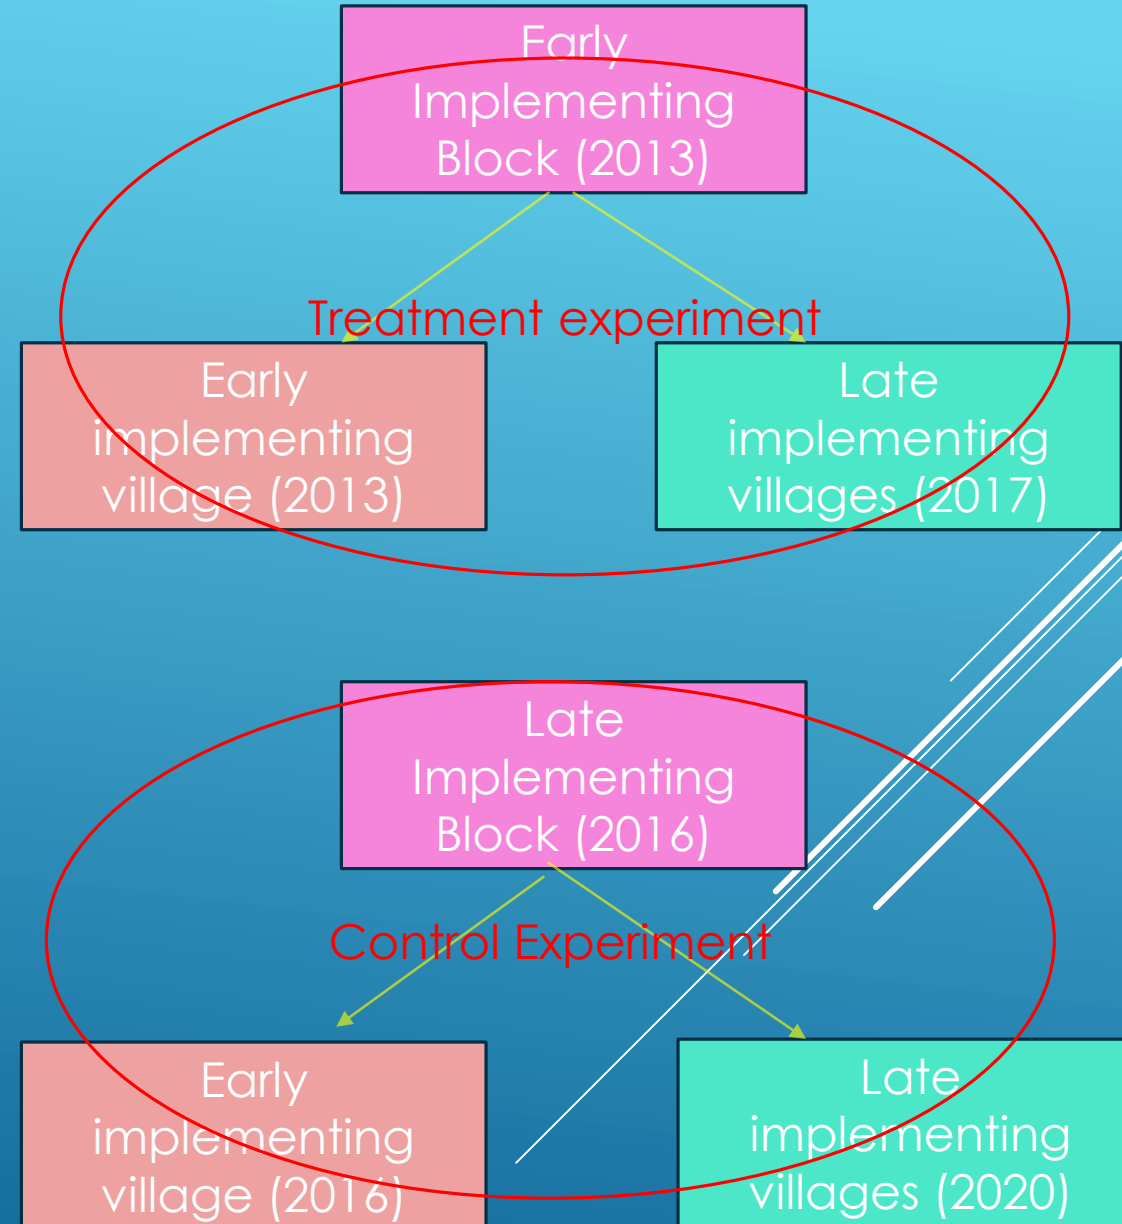 Early
Implementing
Block (2013)
Treatment experiment
Early
implementing
village (2013)
Late
implementing
villages (2017)
Late
Implementing
Block (2016)
Control Experiment
Early
implementing
village (2016)
Late
implementing
villages (2020)